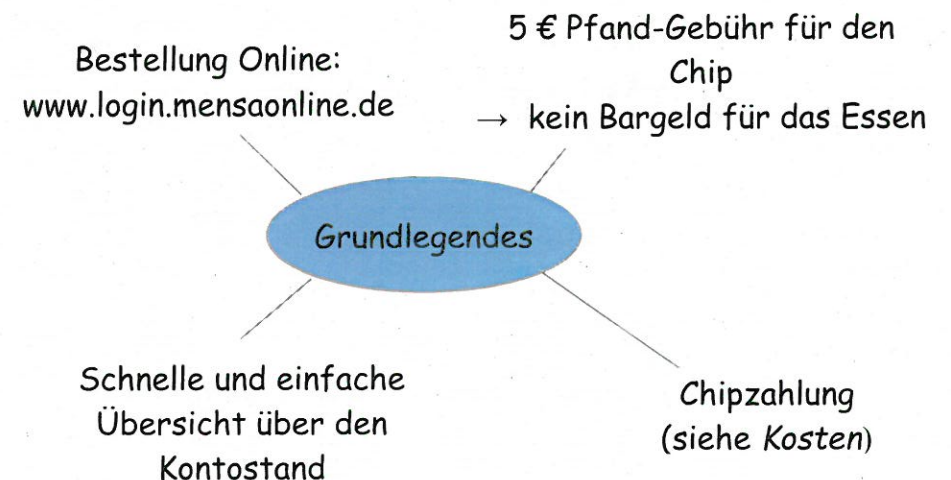 Bestellung Online:
www.login.mensaonline.de
5 € Pfand-Gebühr für den
Chip
→ kein Bargeld für das Essen
Grundlegendes
Schnelle und einfache
Übersicht über den
Kontostand
Chipzahlung
(siehe Kosten)